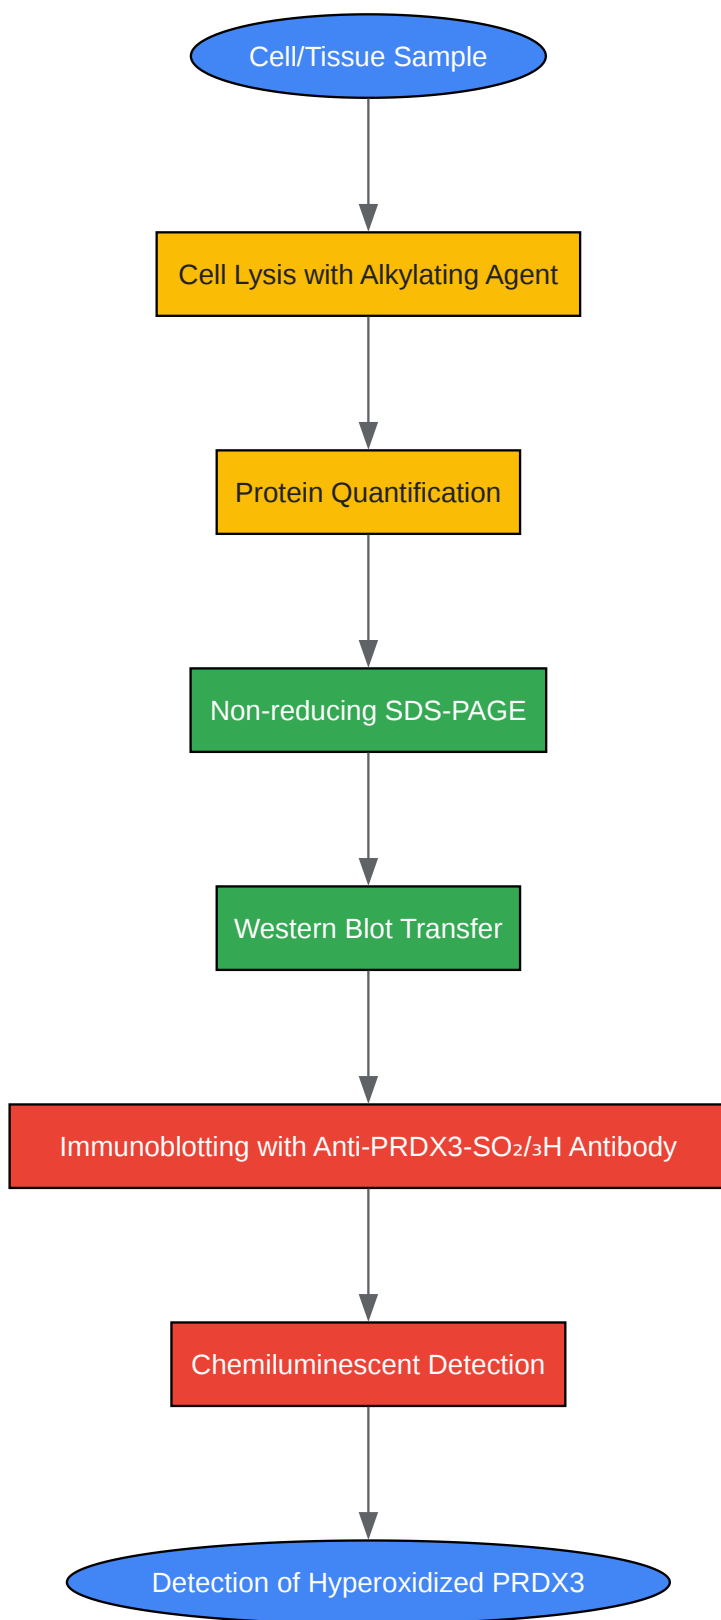 Cell/Tissue Sample
Cell Lysis with Alkylating Agent
Protein Quantification
Non-reducing SDS-PAGE
Western Blot Transfer
Immunoblotting with Anti-PRDX3-SO₂/₃H Antibody
Chemiluminescent Detection
Detection of Hyperoxidized PRDX3